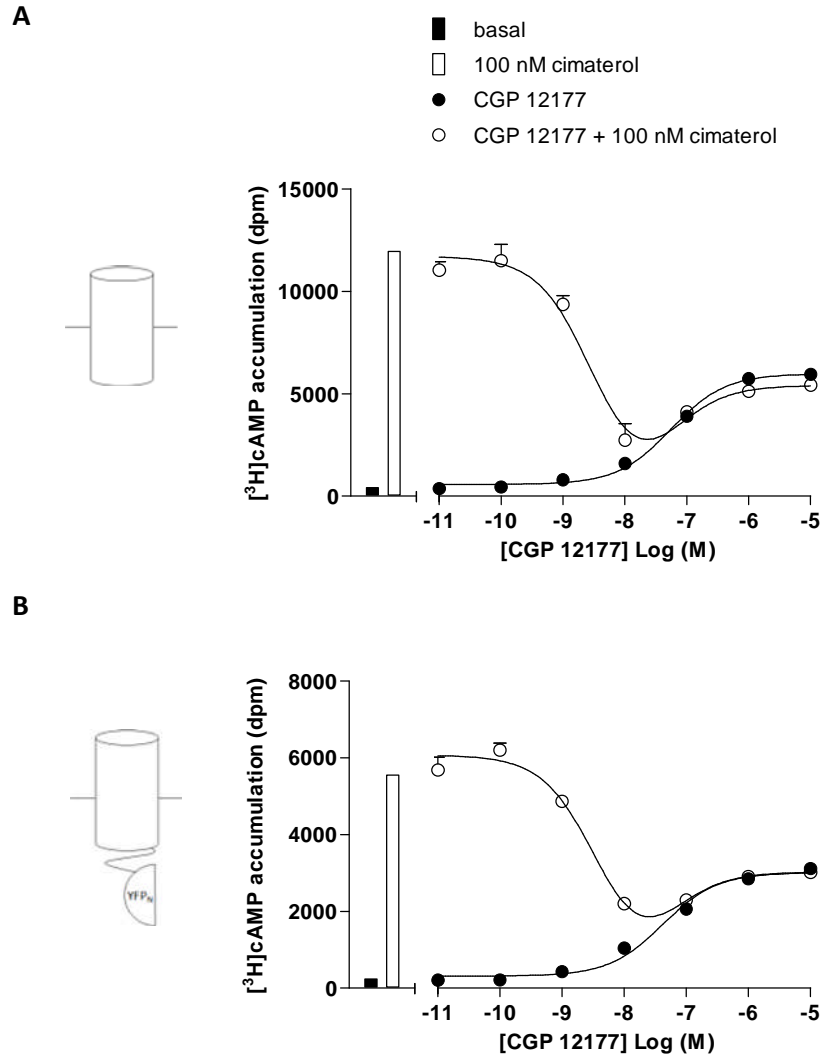 A
basal
100 nM cimaterol
CGP 12177
CGP 12177 + 100 nM cimaterol
[³H]cAMP accumulation (dpm)
15000
10000
5000
0
-11 -10 -9 -8 -7 -6 -5
[CGP 12177] Log (M)
B
[³H]cAMP accumulation (dpm)
8000
6000
4000
2000
0
YFPN
-11 -10 -9 -8 -7 -6 -5
[CGP 12177] Log (M)